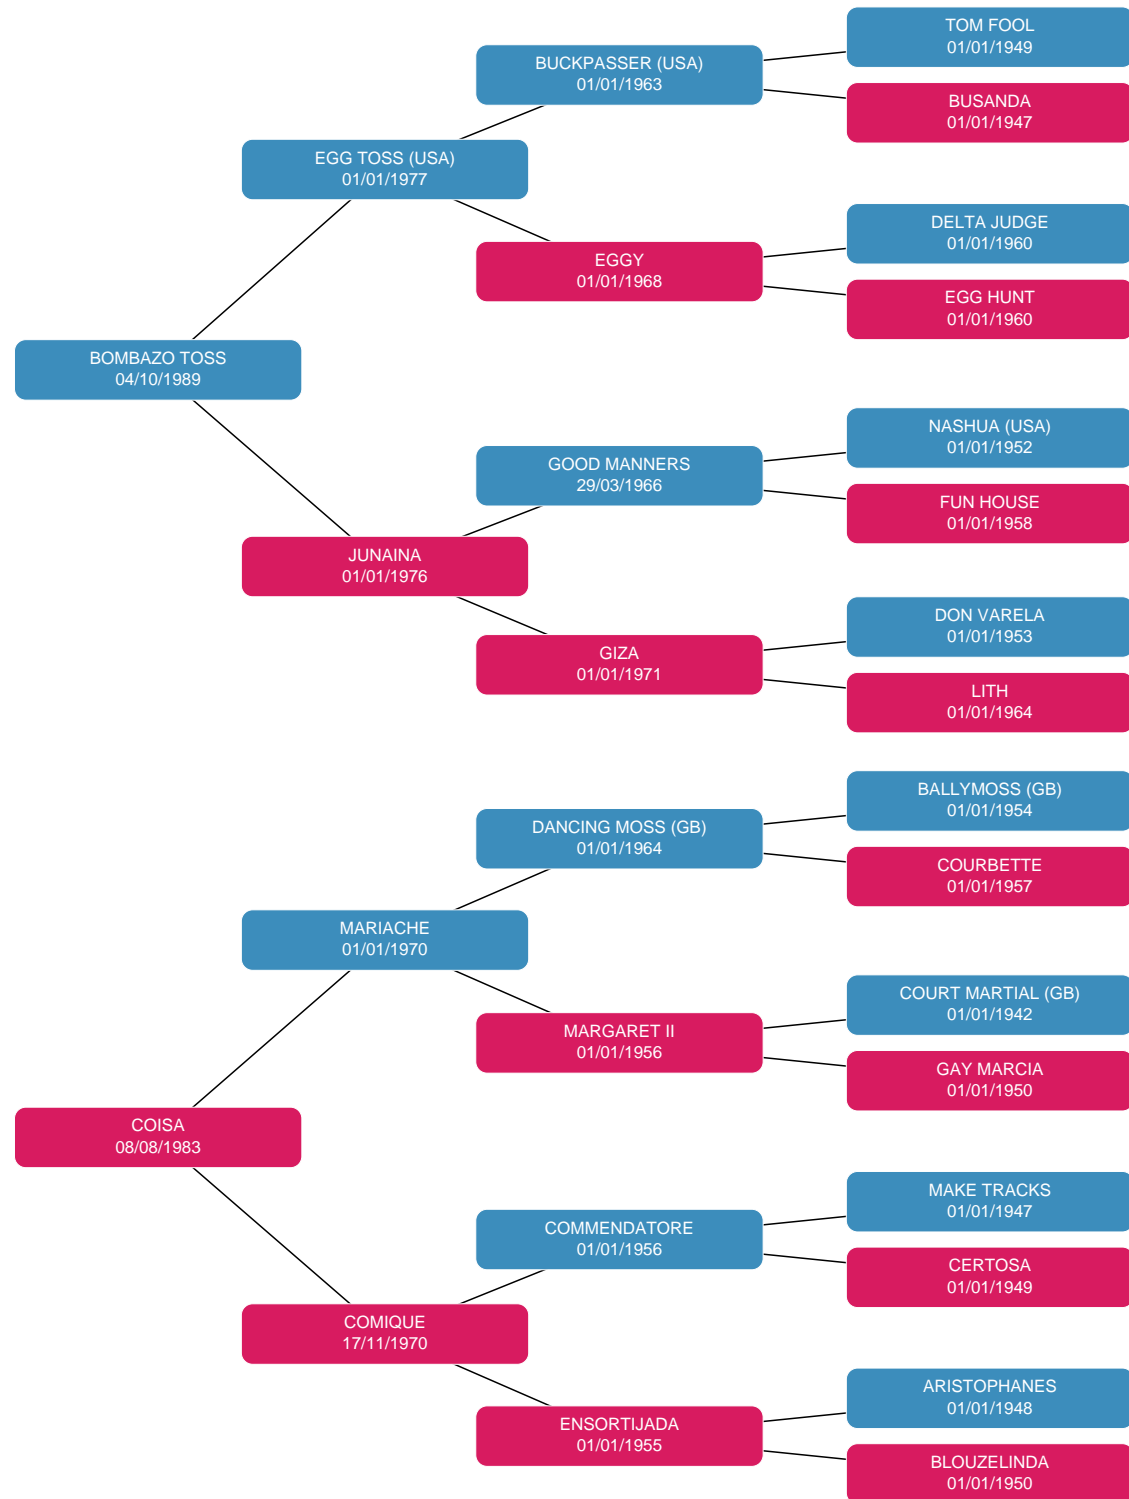 TOM FOOL
01/01/1949
BUCKPASSER (USA)
01/01/1963
BUSANDA
01/01/1947
EGG TOSS (USA)
01/01/1977
DELTA JUDGE
01/01/1960
EGGY
01/01/1968
EGG HUNT
01/01/1960
BOMBAZO TOSS
04/10/1989
NASHUA (USA)
01/01/1952
GOOD MANNERS
29/03/1966
FUN HOUSE
01/01/1958
JUNAINA
01/01/1976
DON VARELA
01/01/1953
GIZA
01/01/1971
LITH
01/01/1964
BALLYMOSS (GB)
01/01/1954
DANCING MOSS (GB)
01/01/1964
COURBETTE
01/01/1957
MARIACHE
01/01/1970
COURT MARTIAL (GB)
01/01/1942
MARGARET II
01/01/1956
GAY MARCIA
01/01/1950
COISA
08/08/1983
MAKE TRACKS
01/01/1947
COMMENDATORE
01/01/1956
CERTOSA
01/01/1949
COMIQUE
17/11/1970
ARISTOPHANES
01/01/1948
ENSORTIJADA
01/01/1955
BLOUZELINDA
01/01/1950